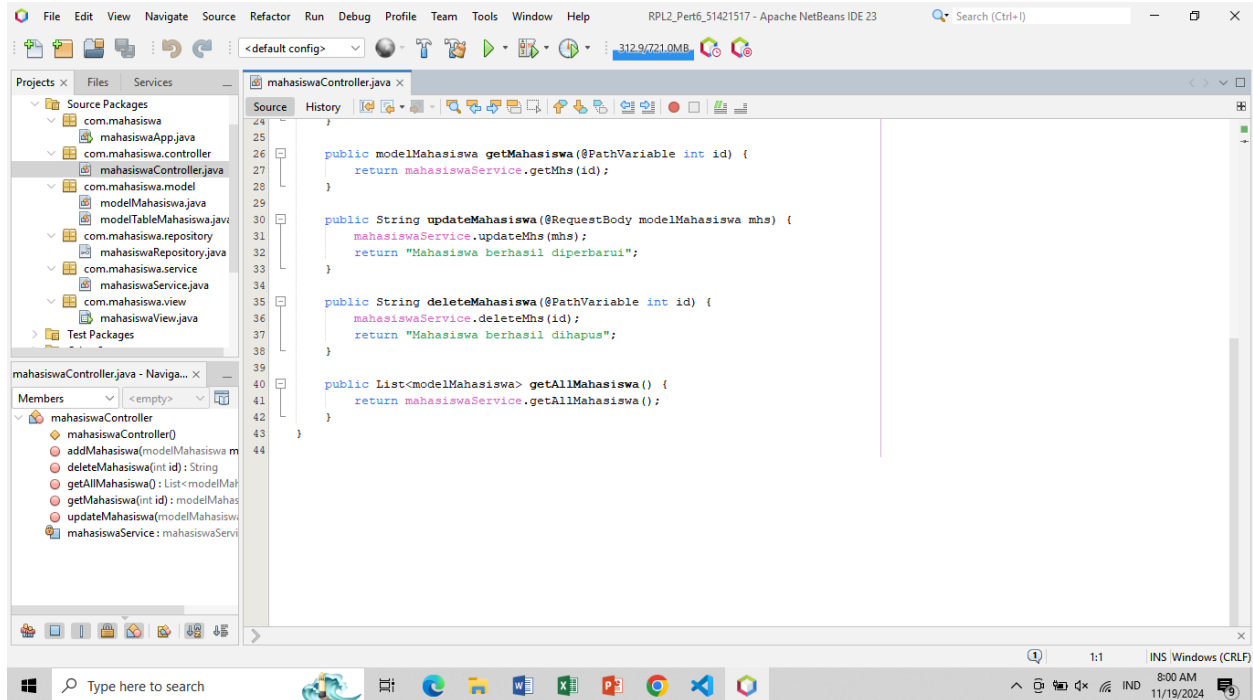 File Edit View Navigate Source Refactor Run Debug Profile Team Tools Window Help RPL2_Pert6_51421517 - Apache NetBeans IDE 23 Search (Ctrl+I)
<default config> 312.9/721.0MB
Projects Files Services
mahasiswaController.java
Source Packages
com.mahasiswa
mahasiswaApp.java
com.mahasiswa.controller
mahasiswaController.java
com.mahasiswa.model
modelMahasiswa.java
modelTableMahasiswa.java
com.mahasiswa.repository
mahasiswaRepository.java
com.mahasiswa.service
mahasiswaService.java
com.mahasiswa.view
mahasiswaView.java
Test Packages
mahasiswaController.java - Naviga...
Members <empty>
mahasiswaController
mahasiswaController()
addMahasiswa(modelMahasiswa m
deleteMahasiswa(int id) : String
getAllMahasiswa() : List<modelMah
getMahasiswa(int id) : modelMahas
updateMahasiswa(modelMahasiswa
mahasiswaService : mahasiswaServi
Source History
24 }
25
26 public modelMahasiswa getMahasiswa(@PathVariable int id) {
27 return mahasiswaService.getMhs(id);
28 }
29
30 public String updateMahasiswa(@RequestBody modelMahasiswa mhs) {
31 mahasiswaService.updateMhs(mhs);
32 return "Mahasiswa berhasil diperbarui";
33 }
34
35 public String deleteMahasiswa(@PathVariable int id) {
36 mahasiswaService.deleteMhs(id);
37 return "Mahasiswa berhasil dihapus";
38 }
39
40 public List<modelMahasiswa> getAllMahasiswa() {
41 return mahasiswaService.getAllMahasiswa();
42 }
43 }
44
1 1:1 INS Windows (CRLF)
Type here to search
IND 8:00 AM
11/19/2024 9